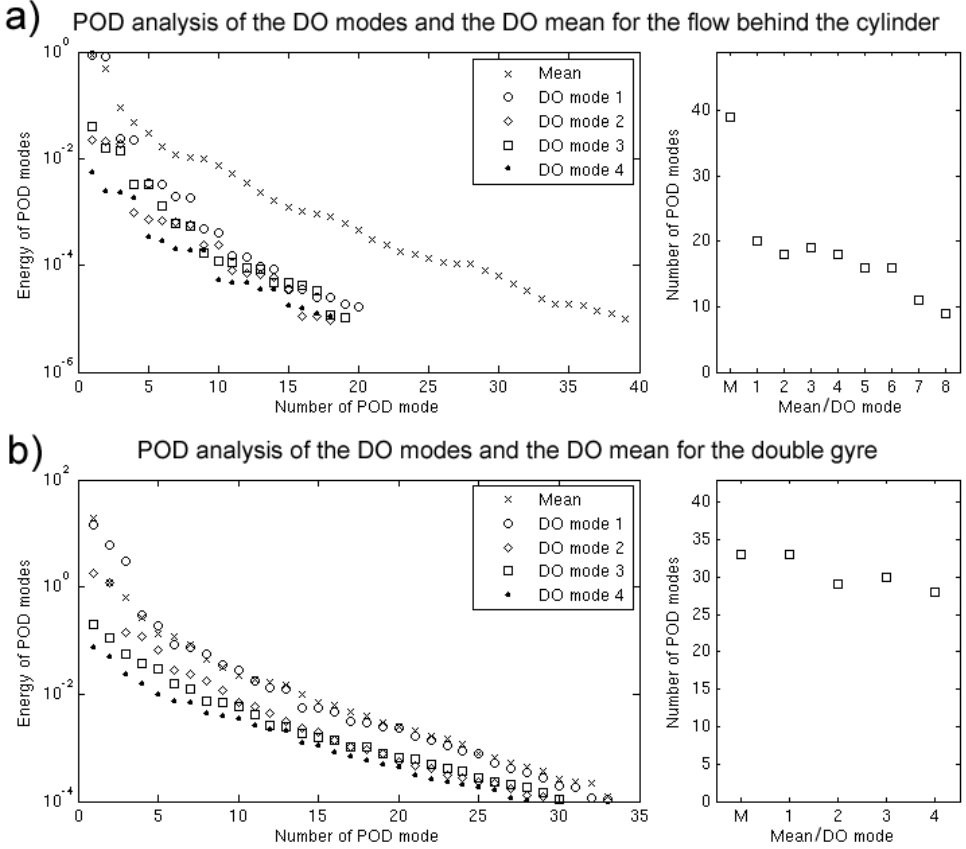 a) POD analysis of the DO modes and the DO mean for the flow behind the cylinder
10^0
10^-2
10^-4
10^-6
Energy of POD modes
0 5 10 15 20 25 30 35 40
Number of POD mode
Mean
DO mode 1
DO mode 2
DO mode 3
DO mode 4
40
30
20
10
0
Number of POD modes
M 1 2 3 4 5 6 7 8
Mean/DO mode
b) POD analysis of the DO modes and the DO mean for the double gyre
10^2
10^0
10^-2
10^-4
Energy of POD modes
0 5 10 15 20 25 30 35
Number of POD mode
Mean
DO mode 1
DO mode 2
DO mode 3
DO mode 4
40
35
30
25
20
15
10
5
0
Number of POD modes
M 1 2 3 4
Mean/DO mode